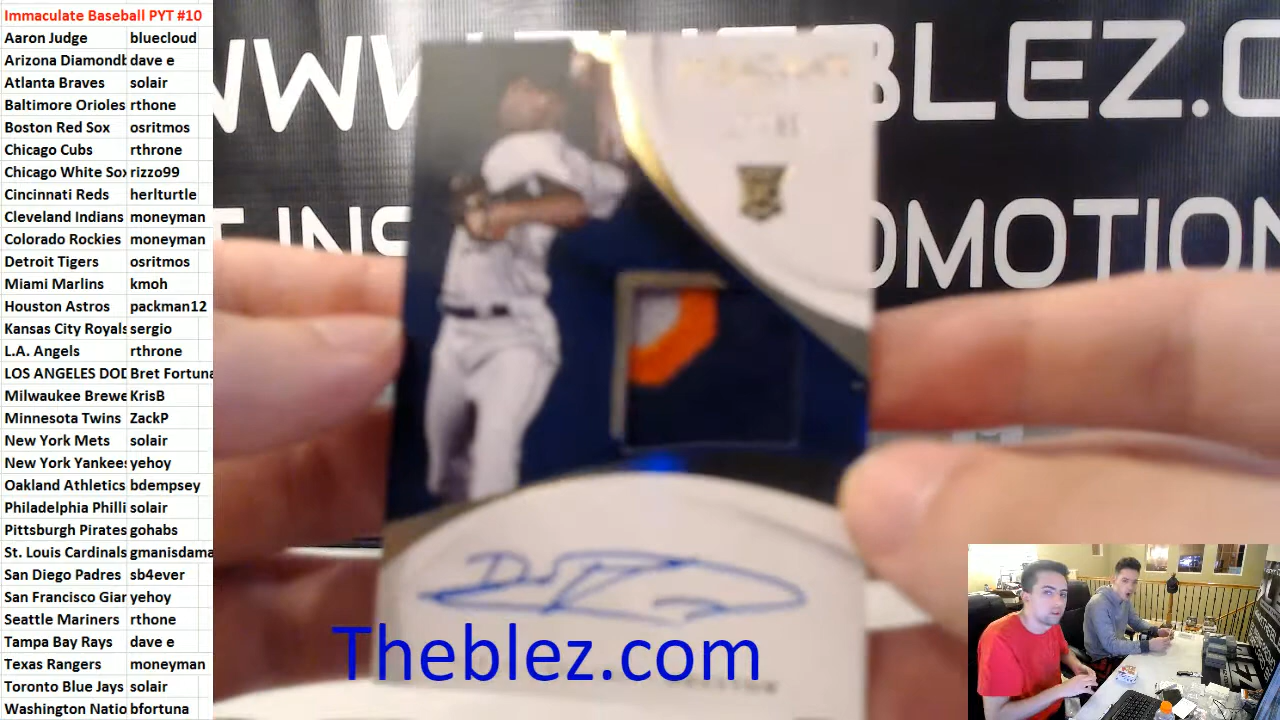 Immaculate Baseball PYT #10
Aaron Judge bluecloud
Arizona Diamondb dave e
Atlanta Braves solair
Baltimore Orioles rthone
Boston Red Sox osritmos
Chicago Cubs rthrone
Chicago White Sox rizzo99
Cincinnati Reds herlturtle
Cleveland Indians moneyman
Colorado Rockies moneyman
Detroit Tigers osritmos
Miami Marlins kmoh
Houston Astros packman12
Kansas City Royals sergio
L.A. Angels rthrone
LOS ANGELES DOD Bret Fortuna
Milwaukee Brewe KrisB
Minnesota Twins ZackP
New York Mets solair
New York Yankees yehoy
Oakland Athletics bdempsey
Philadelphia Philli solair
Pittsburgh Pirates gohabs
St. Louis Cardinals gmanisdama
San Diego Padres sb4ever
San Francisco Gian yehoy
Seattle Mariners rthone
Tampa Bay Rays dave e
Texas Rangers moneyman
Toronto Blue Jays solair
Washington Natio bfortuna
WWW BLEZ.C
T INS OMOTION
Theblez.com